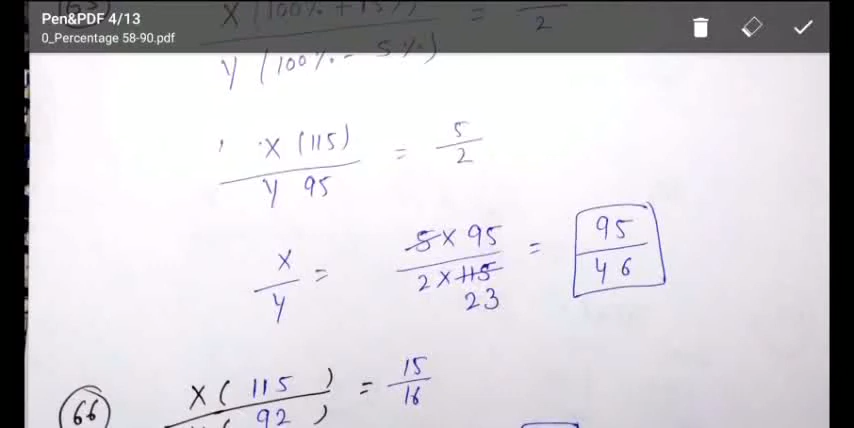 Pen&PDF 4/13
0_Percentage 58-90.pdf
X (100% + 15%) / Y (100% - 5%) = /2
X (115) / Y 95 = 5/2
X/Y = 5 x 95 / 2 x 115 23 = 95/46
66 X ( 115 ) / ( 92 ) = 15/16